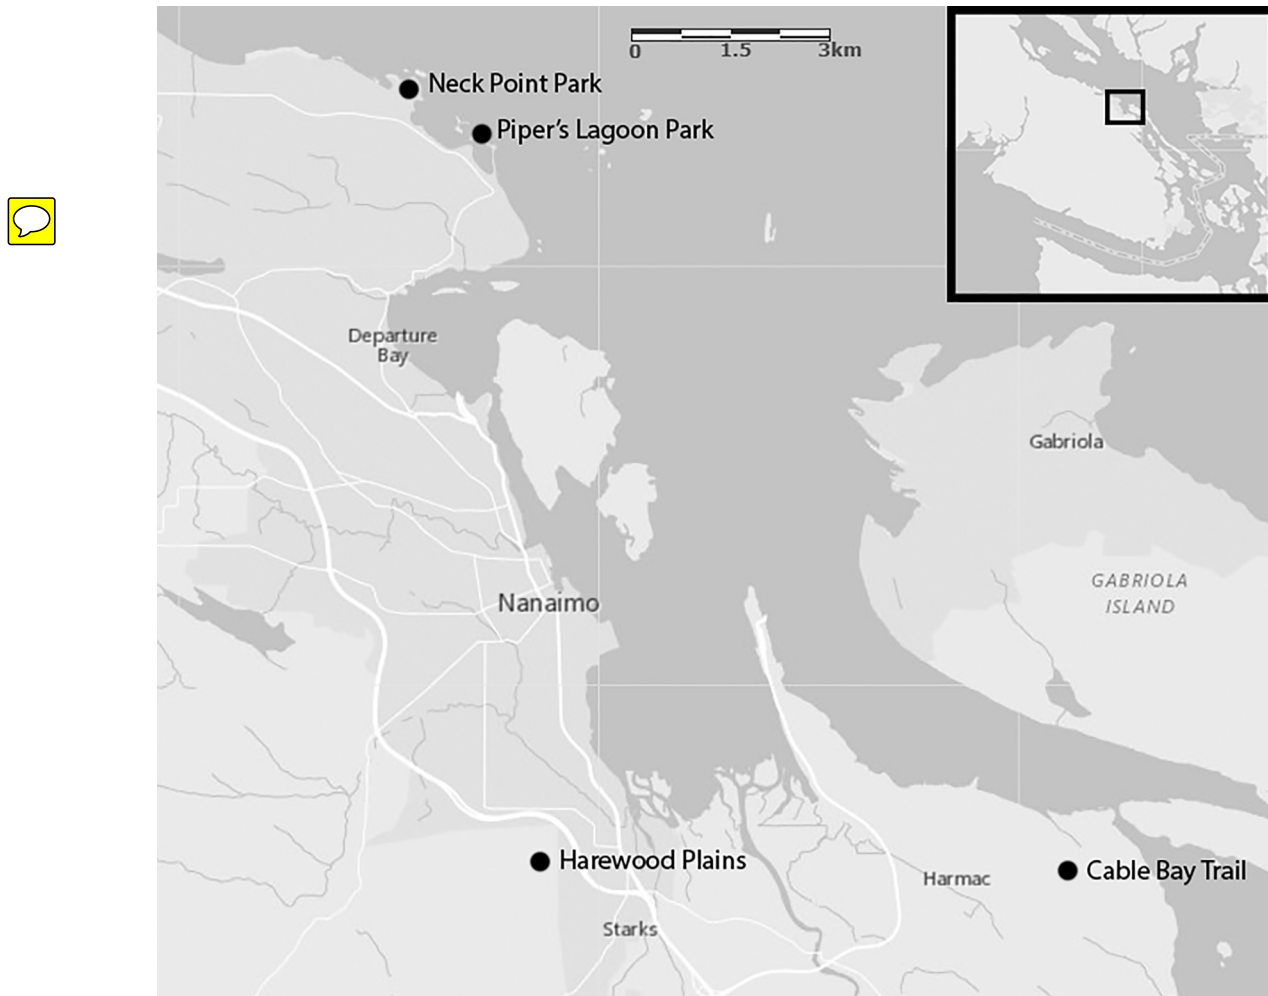 0 1.5 3km
Neck Point Park
Piper's Lagoon Park
Departure
Bay
Gabriola
GABRIOLA
ISLAND
Nanaimo
Harewood Plains
Cable Bay Trail
Harmac
Starks